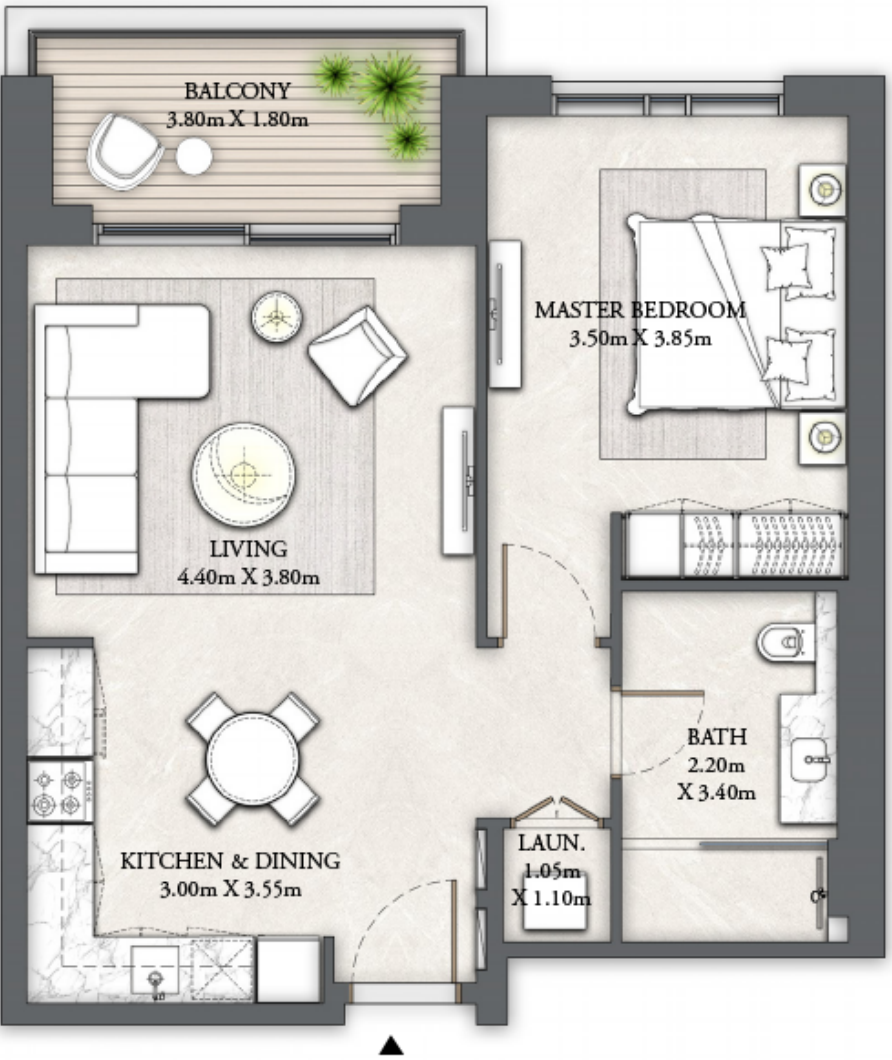 BALCONY
3.80m X 1.80m
MASTER BEDROOM
3.50m X 3.85m
LIVING
4.40m X 3.80m
BATH
2.20m
X 3.40m
KITCHEN & DINING
3.00m X 3.55m
LAUN.
1.05m
X 1.10m